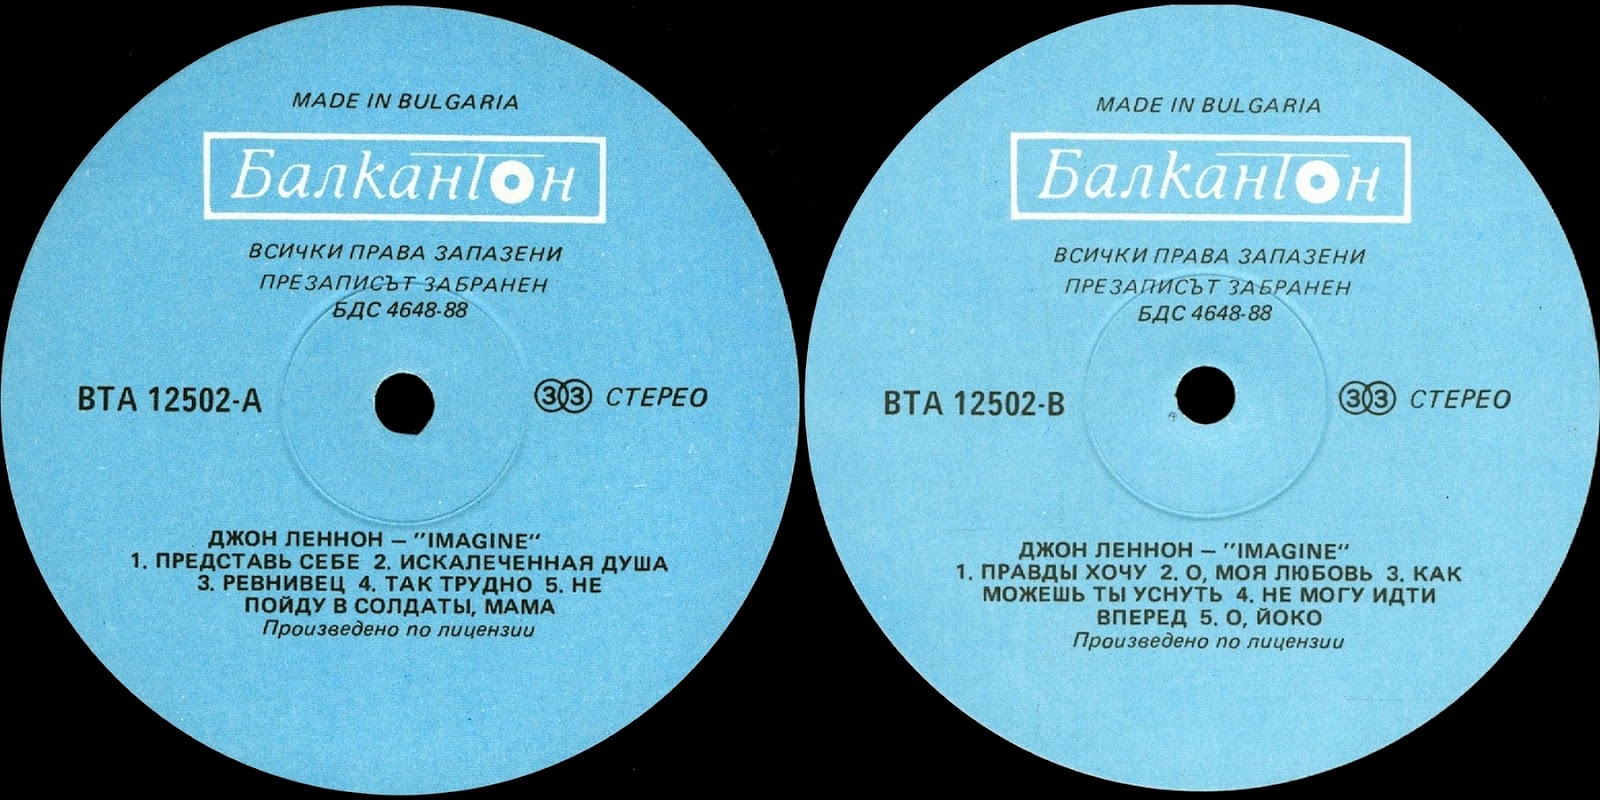 MADE IN BULGARIA
Балкантон
ВСИЧКИ ПРАВА ЗАПАЗЕНИ
ПРЕЗАПИСЪТ ЗАБРАНЕН
БДС 4648-88
ВТА 12502-А
33 СТЕРЕО
ДЖОН ЛЕННОН – "IMAGINE"
1. ПРЕДСТАВЬ СЕБЕ 2. ИСКАЛЕЧЕННАЯ ДУША
3. РЕВНИВЕЦ 4. ТАК ТРУДНО 5. НЕ
ПОЙДУ В СОЛДАТЫ, МАМА
Произведено по лицензии
MADE IN BULGARIA
Балкантон
ВСИЧКИ ПРАВА ЗАПАЗЕНИ
ПРЕЗАПИСЪТ ЗАБРАНЕН
БДС 4648-88
ВТА 12502-В
33 СТЕРЕО
ДЖОН ЛЕННОН – "IMAGINE"
1. ПРАВДЫ ХОЧУ 2. О, МОЯ ЛЮБОВЬ 3. КАК
МОЖЕШЬ ТЫ УСНУТЬ 4. НЕ МОГУ ИДТИ
ВПЕРЕД 5. О, ЙОКО
Произведено по лицензии